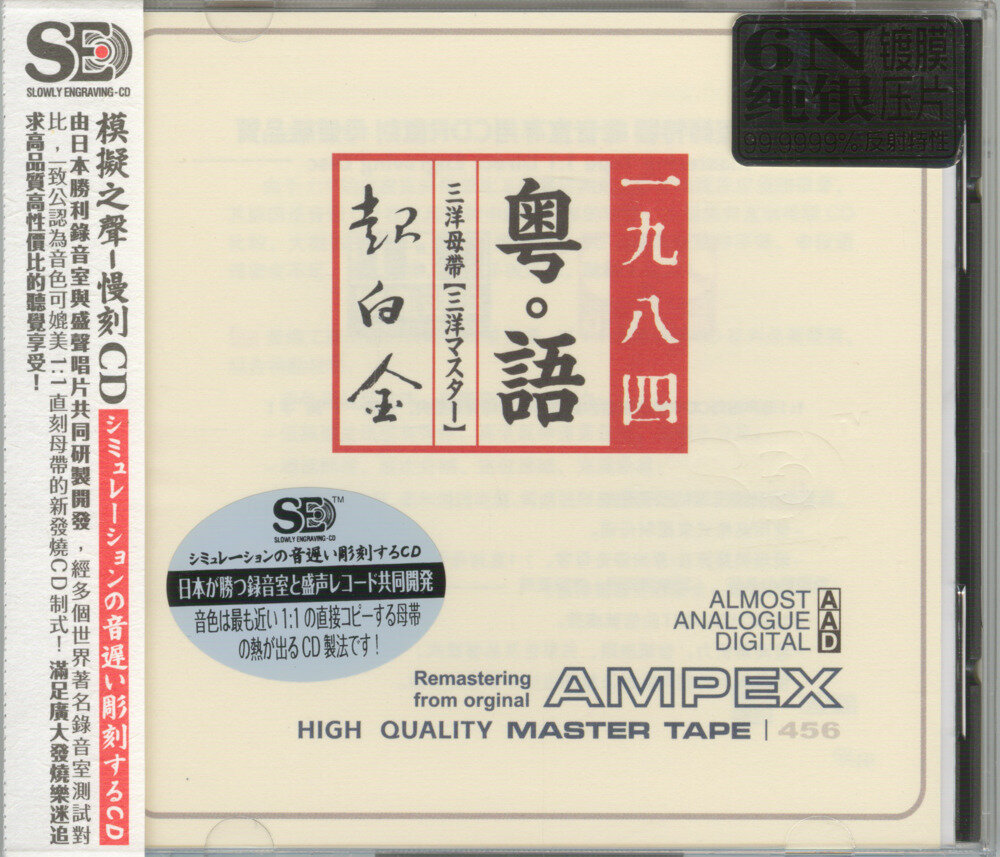 SE
SLOWLY ENGRAVING-CD
模擬之聲-慢刻CD シミュレーションの音遲い彫刻するCD
由日本勝利錄音室與盛聲唱片共同研製開發，經多個世界著名錄音室測試對
比，一致公認為音色可媲美1:1直刻母帶的新發燒CD制式！滿足廣大發燒樂迷追
求高品質高性價比的聽覺享受！
6N 镀膜
纯银 压片
99.9999%反射特性
一九八四
粵·語
三洋母帶【三洋マスター】
白金
SE™
SLOWLY ENGRAVING-CD
シミュレーションの音遲い彫刻するCD
日本が勝つ録音室と盛声レコード共同開発
音色は最も近い1:1の直接コピーする母帯
の熱が出るCD製法です！
ALMOST A
ANALOGUE A
DIGITAL D
Remastering
from orginal AMPEX
HIGH QUALITY MASTER TAPE | 456